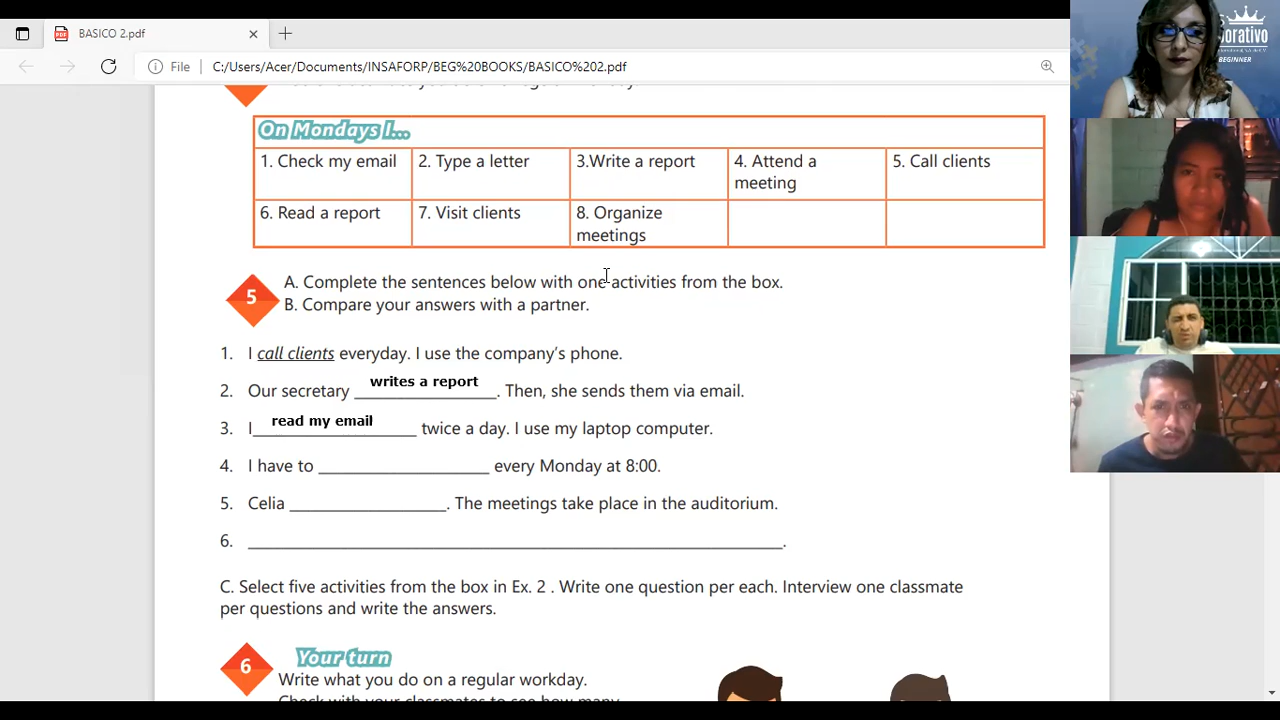 BASICO 2.pdf
File C:/Users/Acer/Documents/INSAFORP/BEG%20BOOKS/BASICO%202.pdf
On Mondays I...
1. Check my email
2. Type a letter
3.Write a report
4. Attend a
meeting
5. Call clients
6. Read a report
7. Visit clients
8. Organize
meetings
5
A. Complete the sentences below with one activities from the box.
B. Compare your answers with a partner.
1. I call clients everyday. I use the company's phone.
2. Our secretary writes a report. Then, she sends them via email.
3. I read my email twice a day. I use my laptop computer.
4. I have to ____________________ every Monday at 8:00.
5. Celia __________________. The meetings take place in the auditorium.
6. ______________________________________________________________.
C. Select five activities from the box in Ex. 2 . Write one question per each. Interview one classmate
per questions and write the answers.
6
Your turn
Write what you do on a regular workday.
BEGINNER